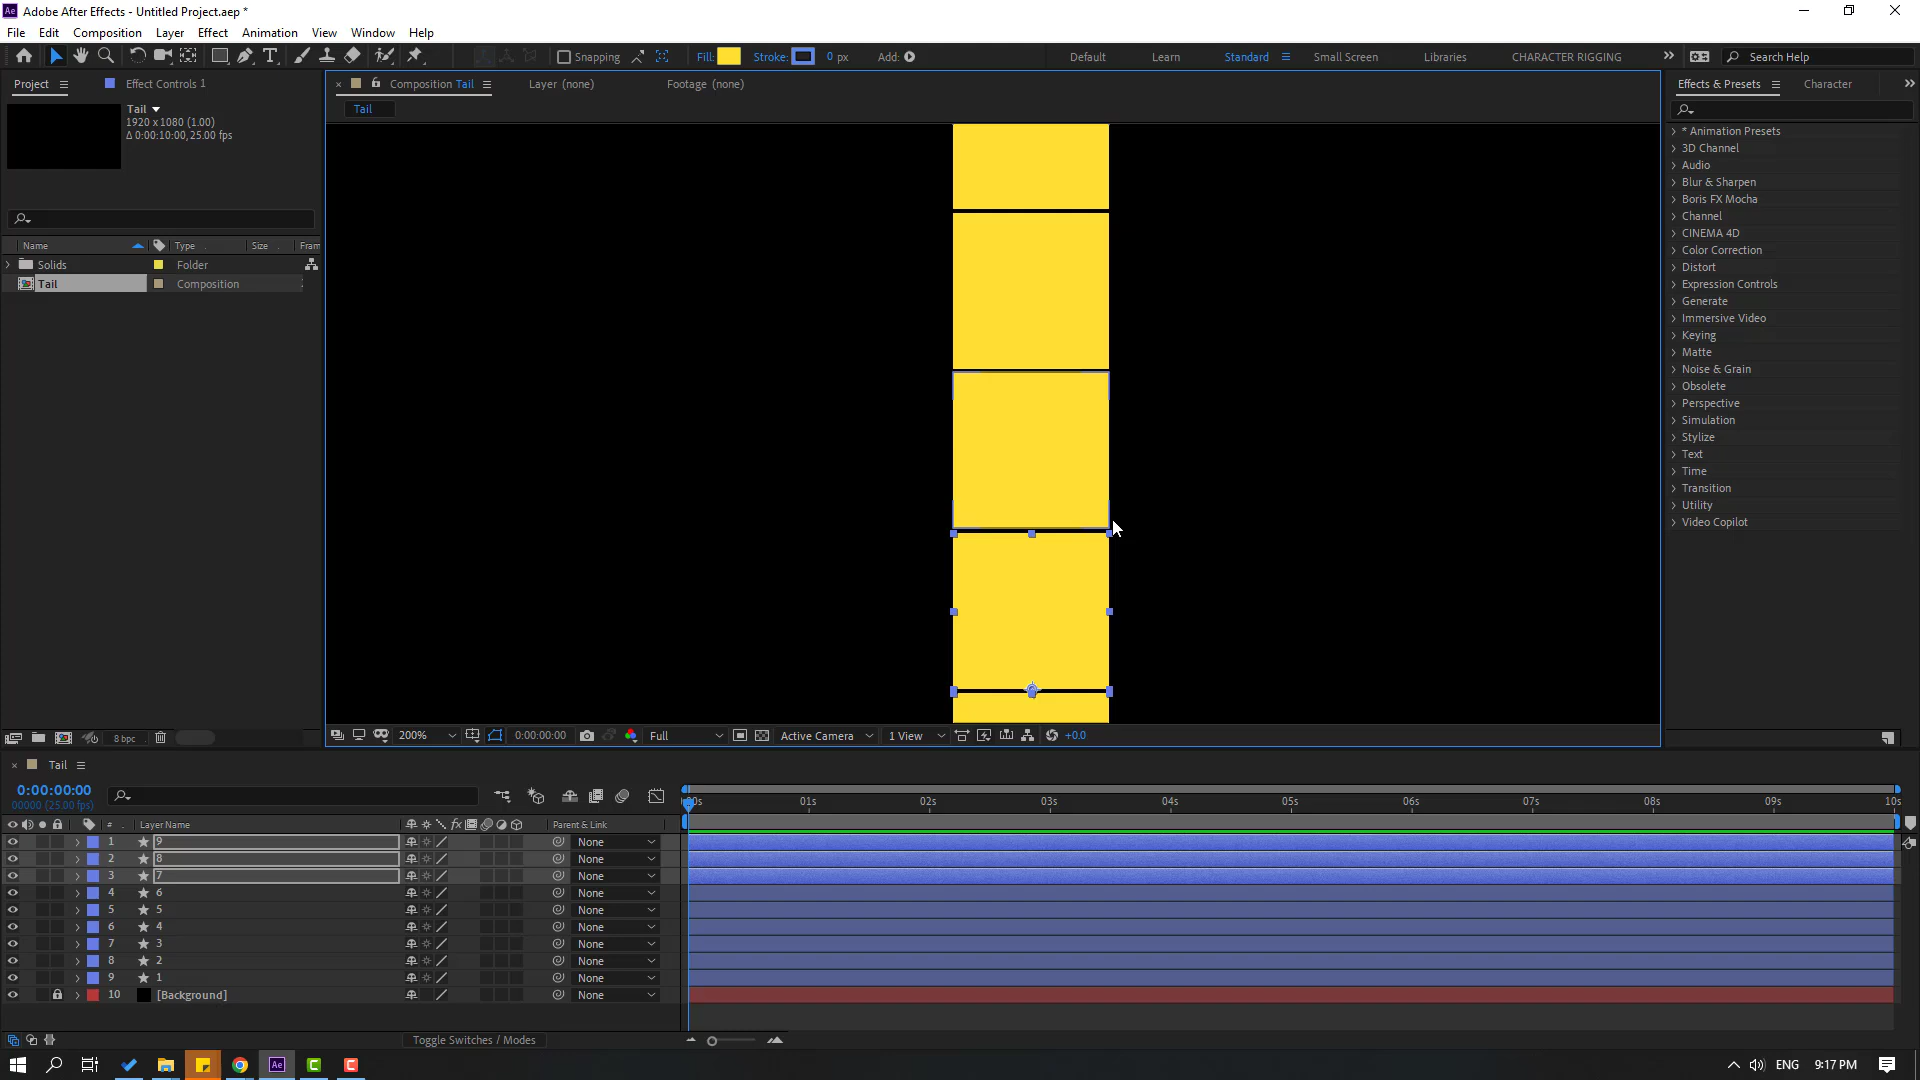 Adobe After Effects - Untitled Project.aep *
File Edit Composition Layer Effect Animation View Window Help
Snapping Fill: Stroke: 0 px Add: Default Learn Standard Small Screen Libraries CHARACTER RIGGING Search Help
Project Effect Controls 1 Composition Tail Layer (none) Footage (none) Effects & Presets Character
Tail
1920 x 1080 (1.00)
Δ 0:00:10:00, 25.00 fps
Tail
Name Type Size Fram
Solids Folder
Tail Composition
* Animation Presets
3D Channel
Audio
Blur & Sharpen
Boris FX Mocha
Channel
CINEMA 4D
Color Correction
Distort
Expression Controls
Generate
Immersive Video
Keying
Matte
Noise & Grain
Obsolete
Perspective
Simulation
Stylize
Text
Time
Transition
Utility
Video Copilot
8 bpc 200% 0:00:00:00 Full Active Camera 1 View +0.0
Tail
0:00:00:00
00000 (25.00 fps)
00s 01s 02s 03s 04s 05s 06s 07s 08s 09s 10s
# Layer Name fx Parent & Link
1 9 None
2 8 None
3 7 None
4 6 None
5 5 None
6 4 None
7 3 None
8 2 None
9 1 None
10 [Background] None
Toggle Switches / Modes
Ae C C ENG 9:17 PM